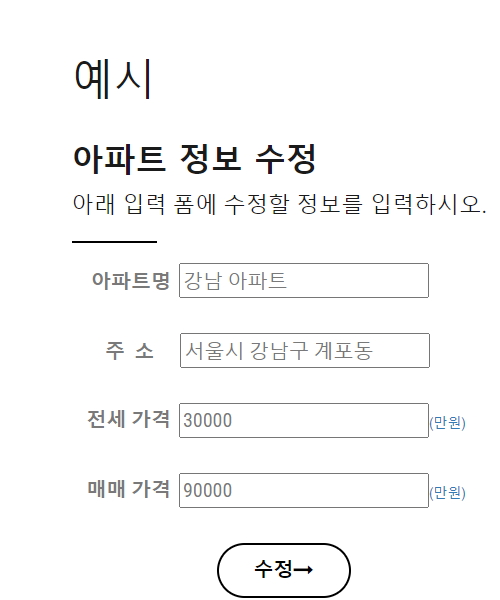 예시
아파트 정보 수정
아래 입력 폼에 수정할 정보를 입력하시오.
아파트명 강남 아파트
주 소 서울시 강남구 계포동
전세 가격 30000 (만원)
매매 가격 90000 (만원)
수정→